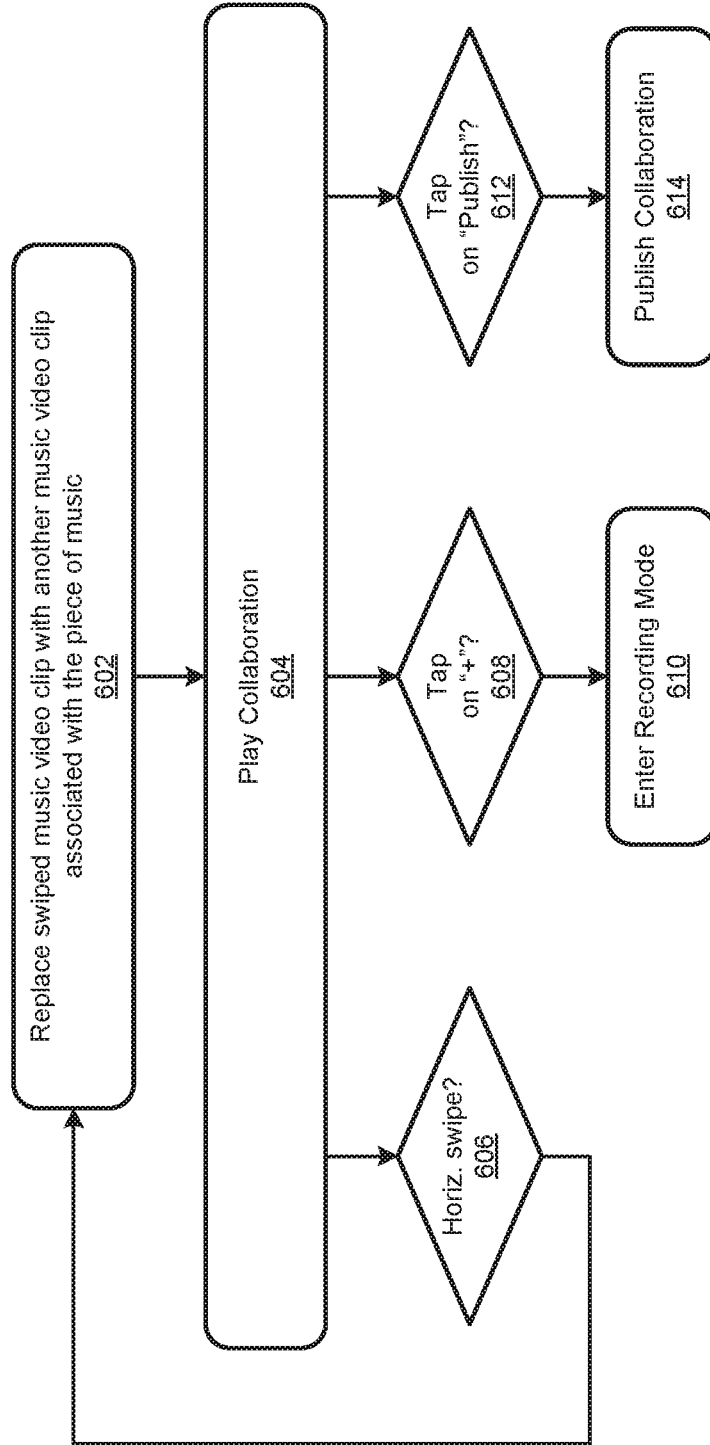 Replace swiped music video clip with another music video clip
associated with the piece of music
602
Play Collaboration
604
Horiz. swipe?
606
Tap
on "+"?
608
Tap
on "Publish"?
612
Enter Recording Mode
610
Publish Collaboration
614